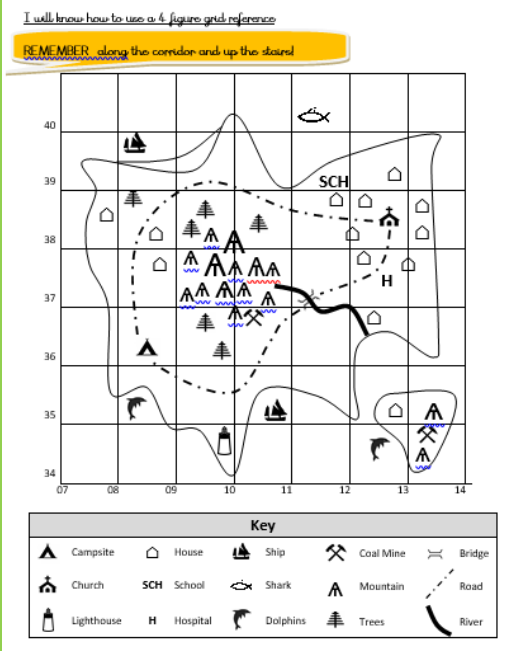 I will know how to use a 4 figure grid reference
REMEMBER along the corridor and up the stairs!
40
39
SCH
38
H
37
36
35
34
07 08 09 10 11 12 13 14
Key
Campsite House Ship Coal Mine Bridge
Church SCH School Shark Mountain Road
Lighthouse H Hospital Dolphins Trees River